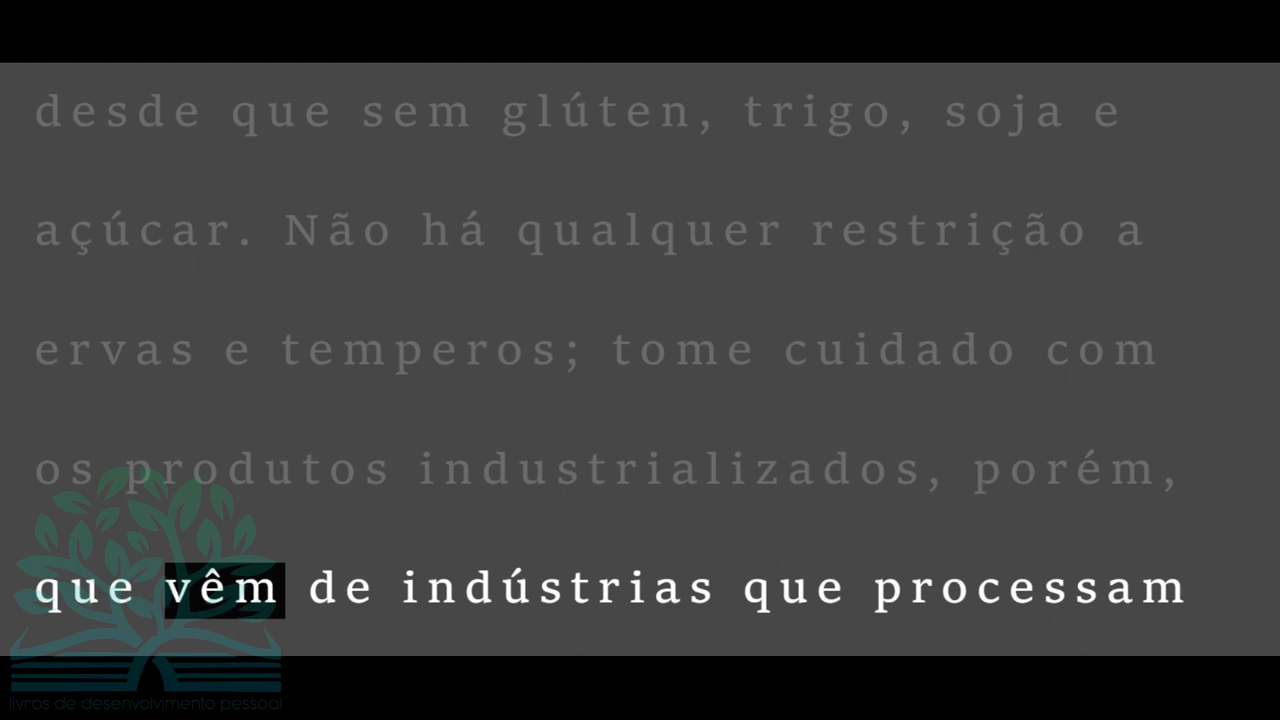 desde que sem glúten, trigo, soja e
açúcar. Não há qualquer restrição a
ervas e temperos; tome cuidado com
os produtos industrializados, porém,
que vêm de indústrias que processam
livros de desenvolvimento pessoal